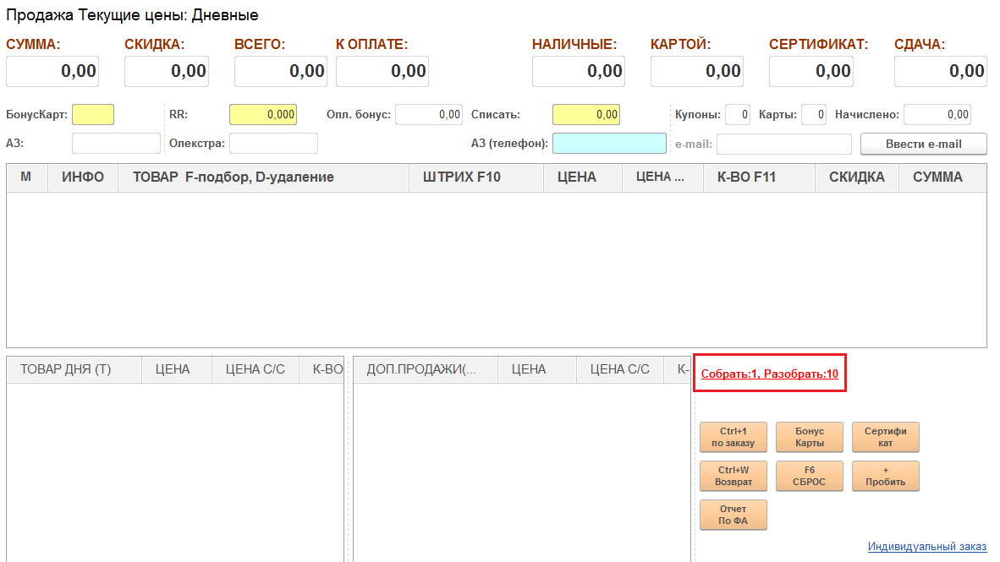 Продажа Текущие цены: Дневные
СУММА: СКИДКА: ВСЕГО: К ОПЛАТЕ: НАЛИЧНЫЕ: КАРТОЙ: СЕРТИФИКАТ: СДАЧА:
0,00 0,00 0,00 0,00 0,00 0,00 0,00 0,00
БонусКарт: RR: 0,000 Опл. бонус: 0,00 Списать: 0,00 Купоны: 0 Карты: 0 Начислено: 0,00
АЗ: Олекстра: АЗ (телефон): e-mail: Ввести e-mail
М ИНФО ТОВАР F-подбор, D-удаление ШТРИХ F10 ЦЕНА ЦЕНА ... К-ВО F11 СКИДКА СУММА
ТОВАР ДНЯ (Т) ЦЕНА ЦЕНА С/С К-ВО ДОП.ПРОДАЖИ(... ЦЕНА ЦЕНА С/С К-
Собрать:1, Разобрать:10
Ctrl+1 Бонус Сертифи
по заказу Карты кат
Ctrl+W F6 +
Возврат СБРОС Пробить
Отчет
По ФА
Индивидуальный заказ